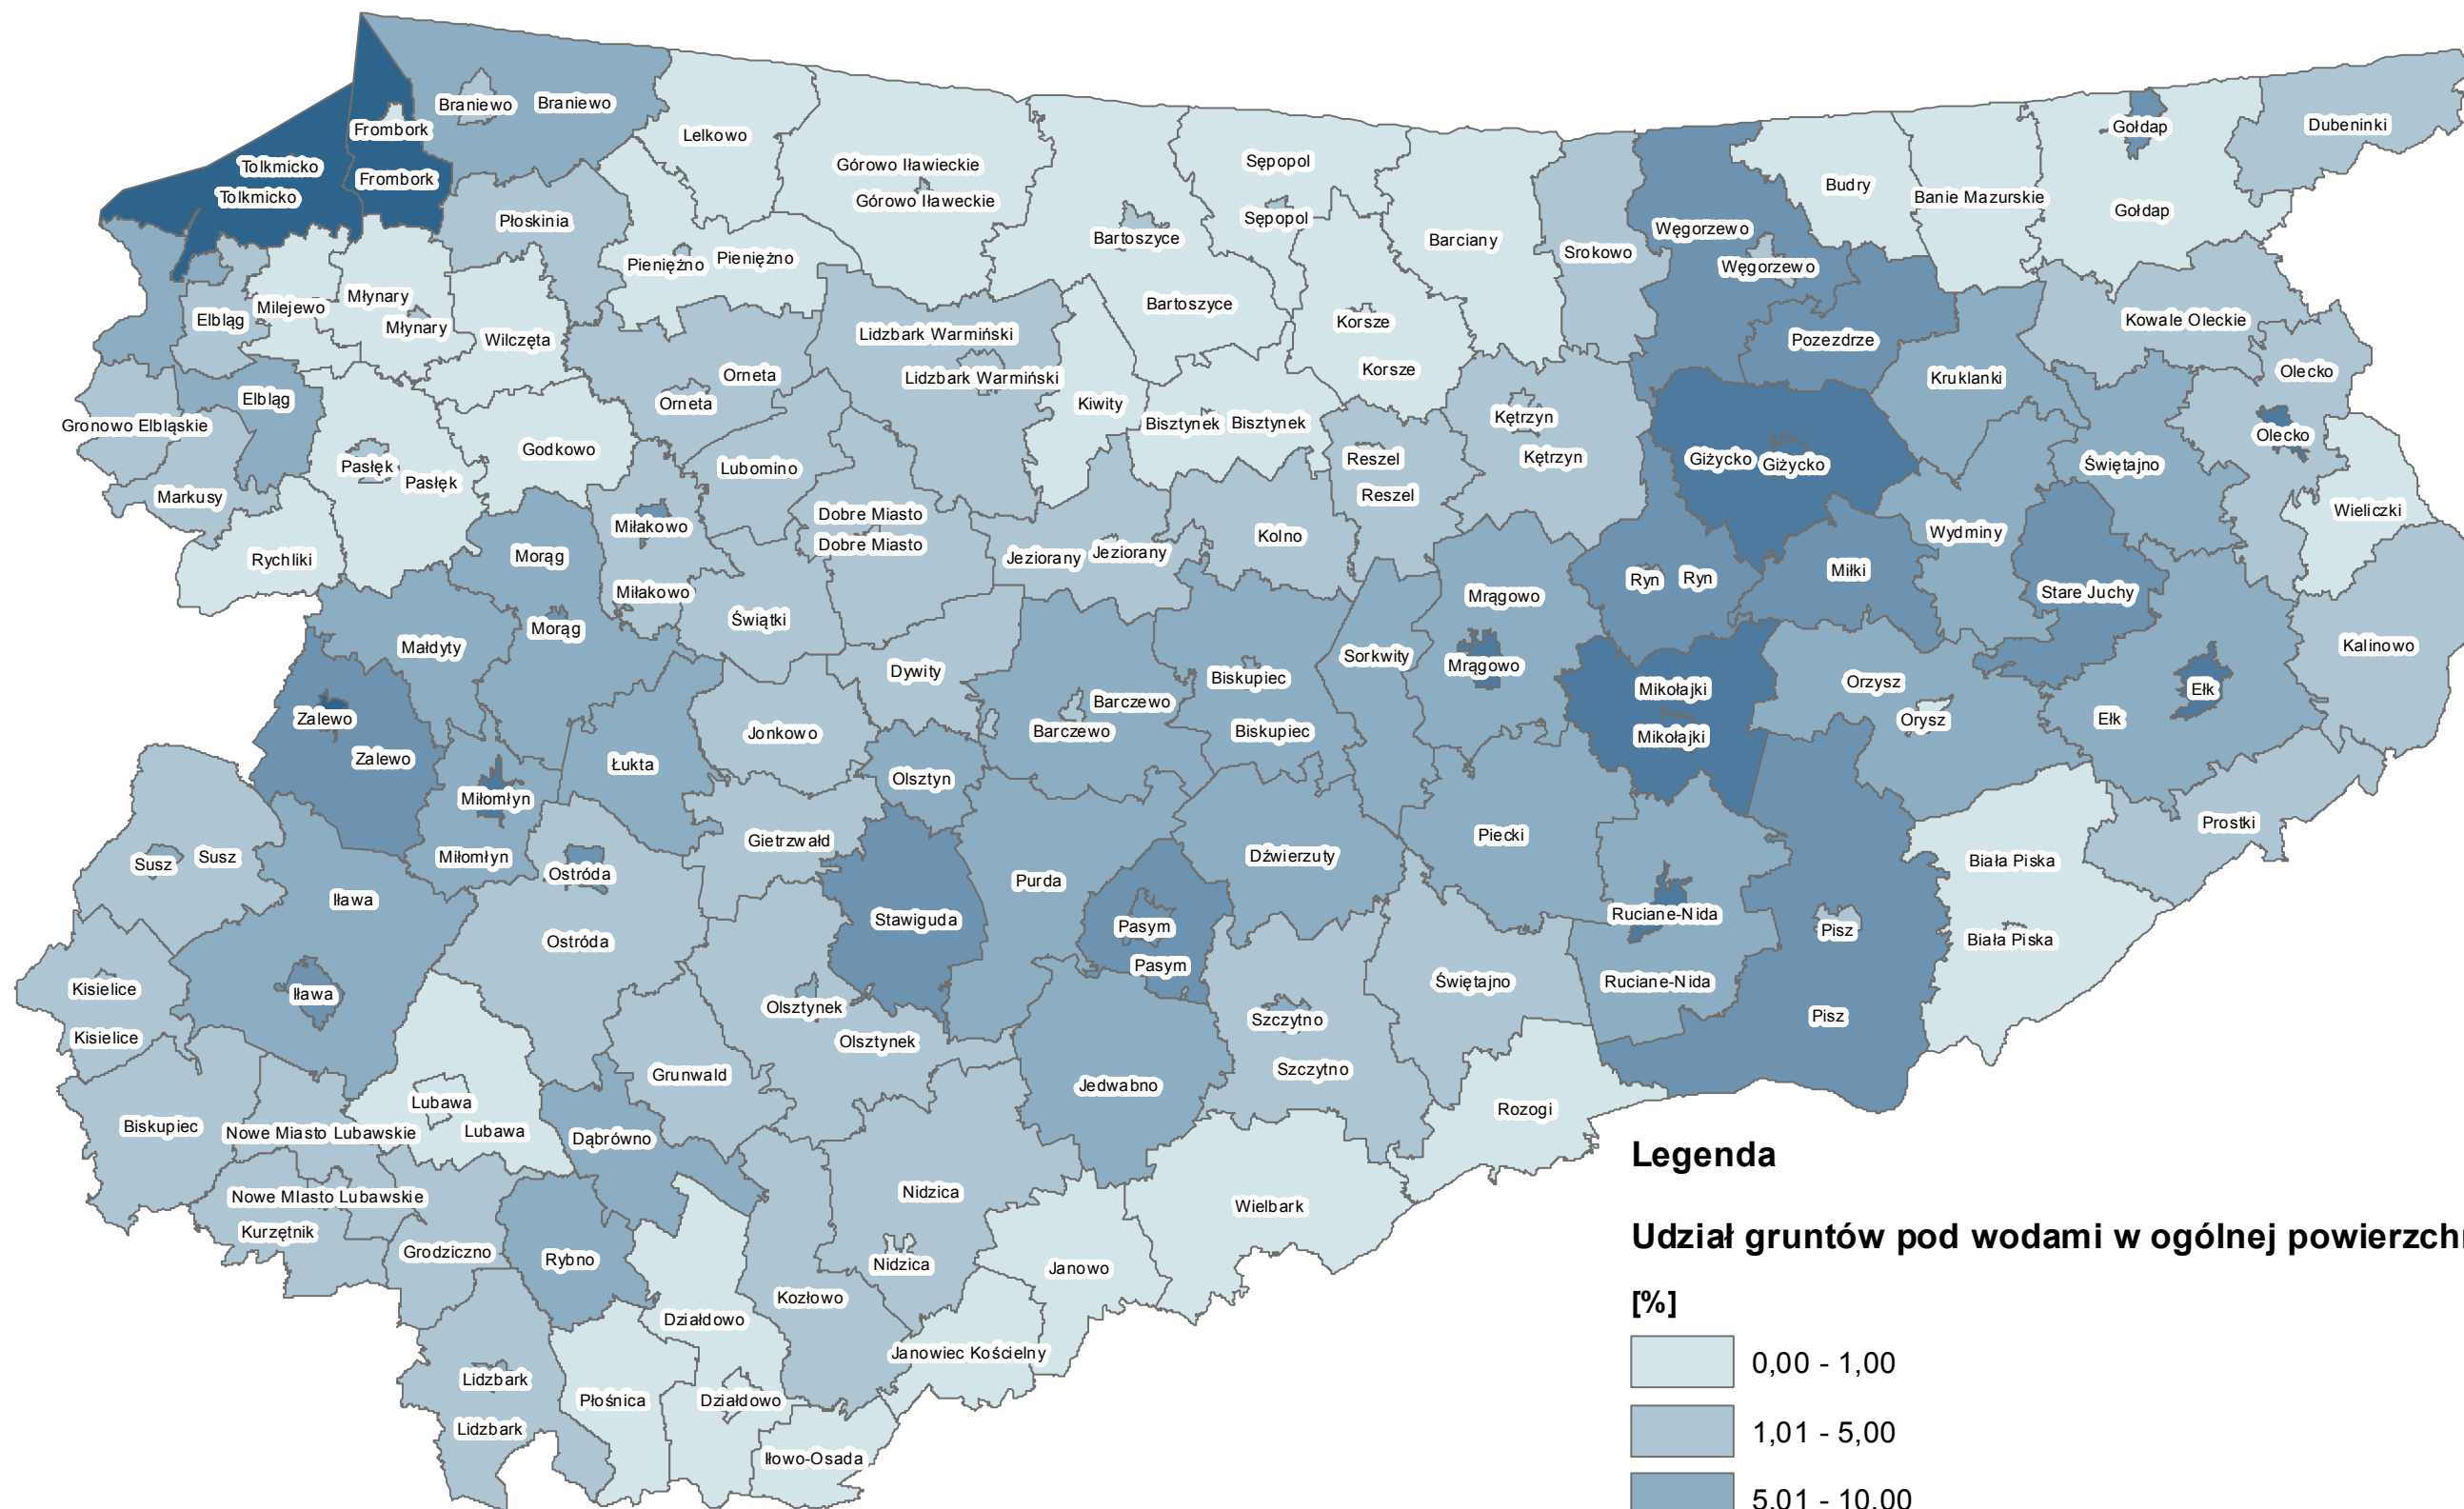 Braniewo
Braniewo
Frombork
Lelkowo
Gołdap
Dubeninki
Tolkmicko
Frombork
Górowo Iławieckie
Sępopol
Tolkmicko
Górowo Iławeckie
Budry
Banie Mazurskie
Gołdap
Płoskinia
Sępopol
Bartoszyce
Barciany
Węgorzewo
Srokowo
Węgorzewo
Pieniężno
Pieniężno
Młynary
Milejewo
Elbląg
Młynary
Wilczęta
Bartoszyce
Lidzbark Warmiński
Korsze
Pozezdrze
Kowale Oleckie
Orneta
Lidzbark Warmiński
Korsze
Kruklanki
Olecko
Elbląg
Orneta
Kiwity
Gronowo Elbląskie
Bisztynek
Bisztynek
Kętrzyn
Olecko
Godkowo
Pasłęk
Pasłęk
Lubomino
Reszel
Kętrzyn
Giżycko
Giżycko
Świętajno
Markusy
Reszel
Wieliczki
Miłakowo
Dobre Miasto
Dobre Miasto
Kolno
Wydminy
Rychliki
Morąg
Jeziorany
Jeziorany
Ryn
Ryn
Miłki
Miłakowo
Mrągowo
Stare Juchy
Morąg
Świątki
Małdyty
Sorkwity
Mrągowo
Kalinowo
Dywity
Biskupiec
Mikołajki
Orzysz
Ełk
Zalewo
Barczewo
Orysz
Ełk
Barczewo
Biskupiec
Mikołajki
Jonkowo
Zalewo
Łukta
Olsztyn
Miłomłyn
Prostki
Susz
Susz
Miłomłyn
Gietrzwałd
Dźwierzuty
Piecki
Biała Piska
Ostróda
Purda
Iława
Stawiguda
Pasym
Ruciane-Nida
Pisz
Biała Piska
Ostróda
Pasym
Kisielice
Iława
Olsztynek
Świętajno
Ruciane-Nida
Szczytno
Pisz
Kisielice
Olsztynek
Grunwald
Szczytno
Jedwabno
Lubawa
Biskupiec
Nowe Miasto Lubawskie
Lubawa
Dąbrówno
Rozogi
Nowe MIasto Lubawskie
Nidzica
Wielbark
Kurzętnik
Grodziczno
Rybno
Nidzica
Janowo
Kozłowo
Działdowo
Janowiec Kościelny
Lidzbark
Płośnica
Działdowo
Lidzbark
Iłowo-Osada
Legenda
Udział gruntów pod wodami w ogólnej
[%]
0,00 - 1,00
1,01 - 5,00
5,01 - 10,00